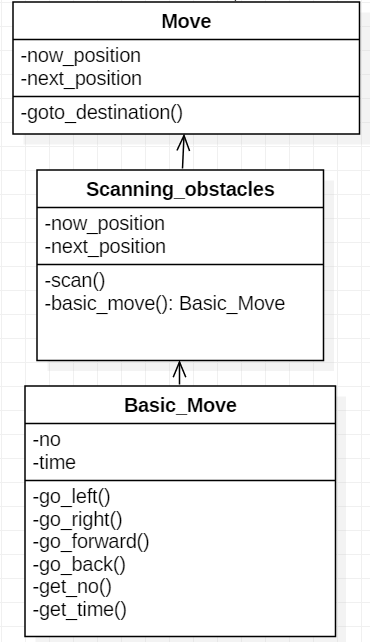 Move
-now_position
-next_position
-goto_destination()
Scanning_obstacles
-now_position
-next_position
-scan()
-basic_move(): Basic_Move
Basic_Move
-no
-time
-go_left()
-go_right()
-go_forward()
-go_back()
-get_no()
-get_time()